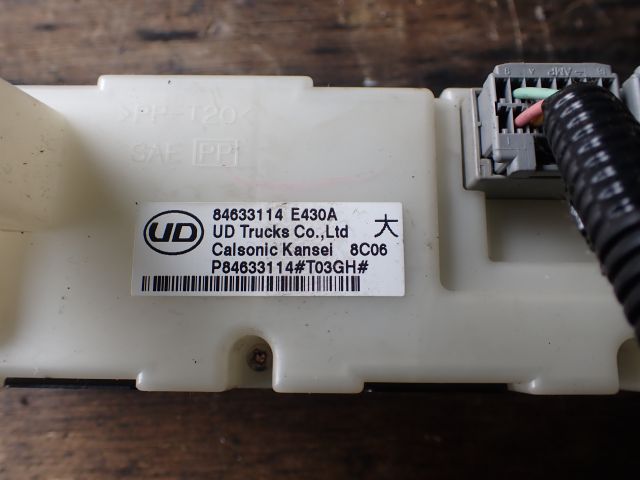 >PP-T20<
SAE PP
UD
84633114 E430A
UD Trucks Co.,Ltd
大
Calsonic Kansei 8C06
P84633114#T03GH#